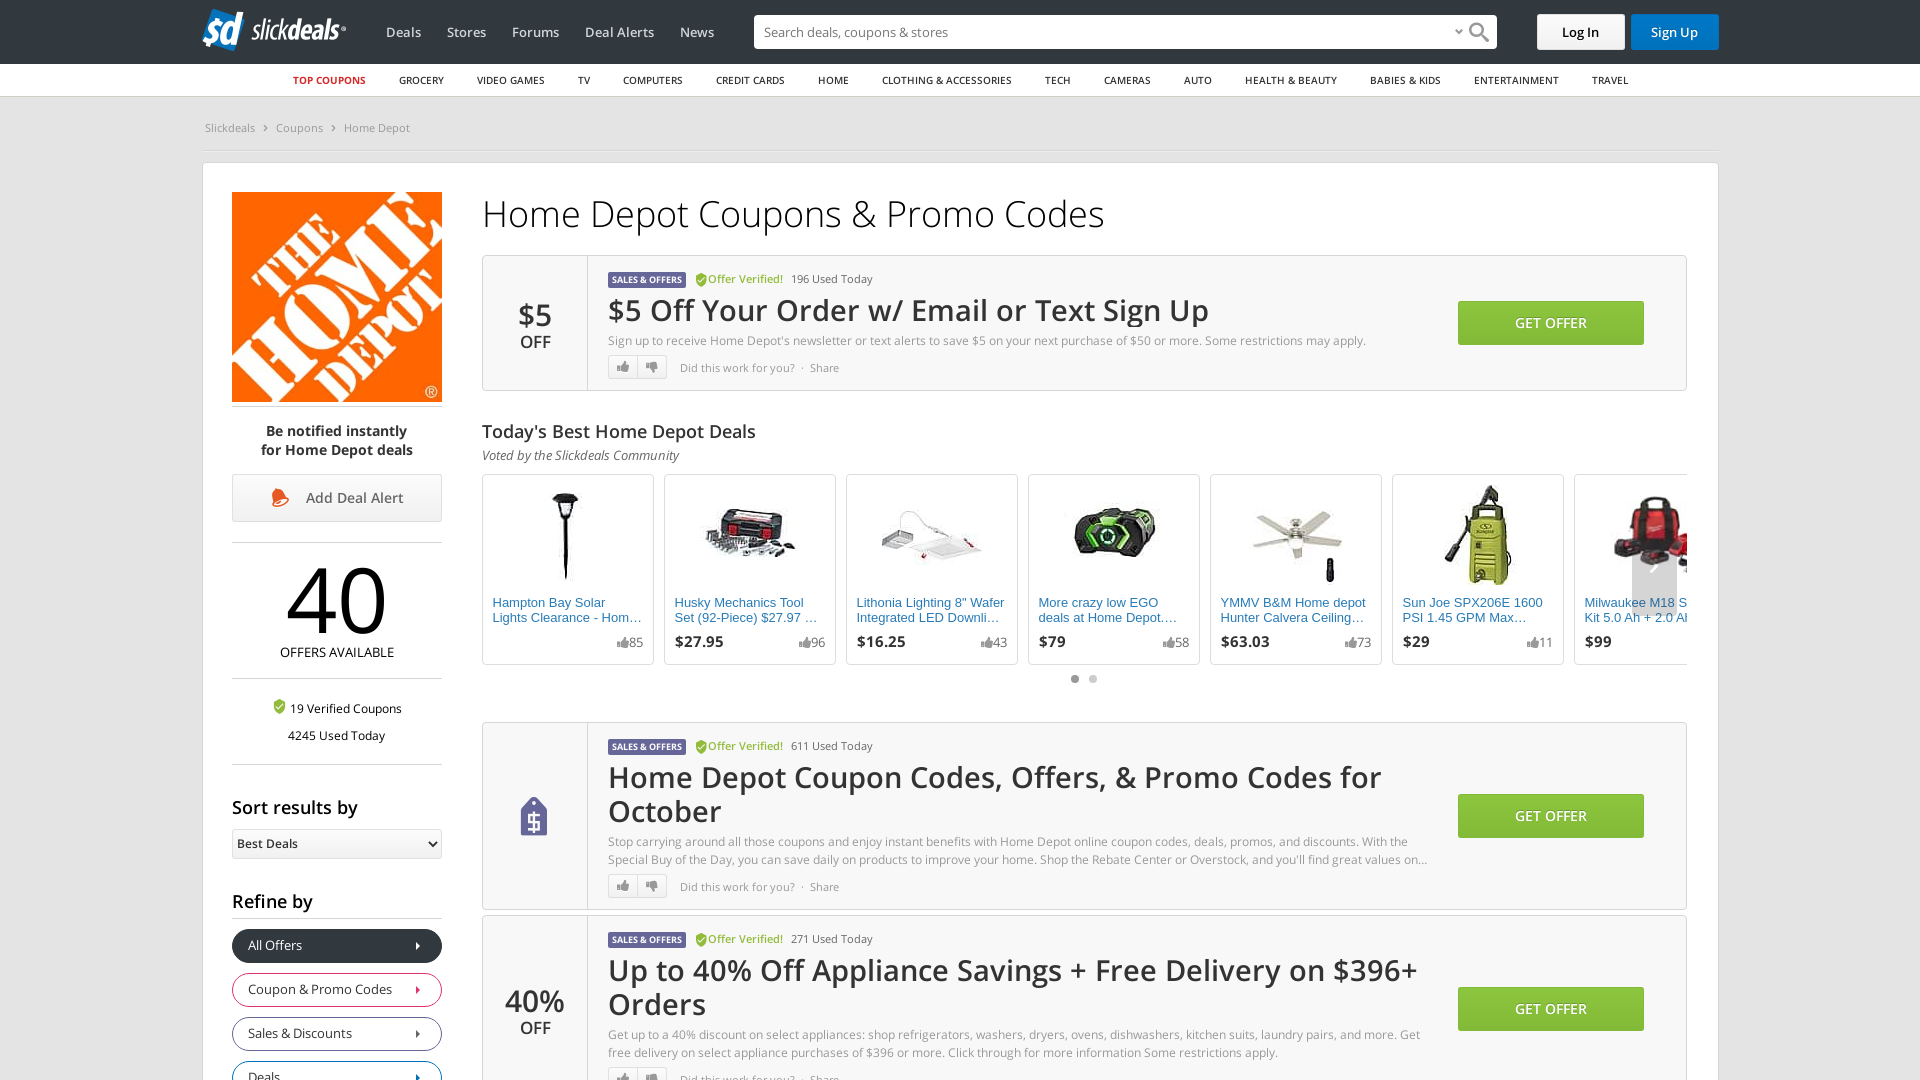 sd slickdeals
Deals
Stores
Forums
Deal Alerts
News
Search deals, coupons & stores
Log In
Sign Up
TOP COUPONS
GROCERY
VIDEO GAMES
TV
COMPUTERS
CREDIT CARDS
HOME
CLOTHING & ACCESSORIES
TECH
CAMERAS
AUTO
HEALTH & BEAUTY
BABIES & KIDS
ENTERTAINMENT
TRAVEL
Slickdeals > Coupons > Home Depot
THE
HOME
DEPOT
®
Be notified instantly
for Home Depot deals
Add Deal Alert
40
OFFERS AVAILABLE
19 Verified Coupons
4245 Used Today
Sort results by
Best Deals
Refine by
All Offers
Coupon & Promo Codes
Sales & Discounts
Deals
Home Depot Coupons & Promo Codes
$5
OFF
SALES & OFFERS
Offer Verified!
196 Used Today
$5 Off Your Order w/ Email or Text Sign Up
Sign up to receive Home Depot's newsletter or text alerts to save $5 on your next purchase of $50 or more. Some restrictions may apply.
Did this work for you? · Share
GET OFFER
Today's Best Home Depot Deals
Voted by the Slickdeals Community
Hampton Bay Solar
Lights Clearance - Hom…
85
Husky Mechanics Tool
Set (92-Piece) $27.97 …
$27.95
96
Lithonia Lighting 8" Wafer
Integrated LED Downli…
$16.25
43
More crazy low EGO
deals at Home Depot.…
$79
58
YMMV B&M Home depot
Hunter Calvera Ceiling…
$63.03
73
Sun Joe SPX206E 1600
PSI 1.45 GPM Max…
$29
11
Milwaukee M18 S
Kit 5.0 Ah + 2.0 Ah
$99
SALES & OFFERS
Offer Verified!
611 Used Today
Home Depot Coupon Codes, Offers, & Promo Codes for
October
Stop carrying around all those coupons and enjoy instant benefits with Home Depot online coupon codes, deals, promos, and discounts. With the
Special Buy of the Day, you can save daily on products to improve your home. Shop the Rebate Center or Overstock, and you'll find great values on...
Did this work for you? · Share
GET OFFER
40%
OFF
SALES & OFFERS
Offer Verified!
271 Used Today
Up to 40% Off Appliance Savings + Free Delivery on $396+
Orders
Get up to a 40% discount on select appliances: shop refrigerators, washers, dryers, ovens, dishwashers, kitchen suits, laundry pairs, and more. Get
free delivery on select appliance purchases of $396 or more. Click through for more information Some restrictions apply.
Did this work for you? · Share
GET OFFER